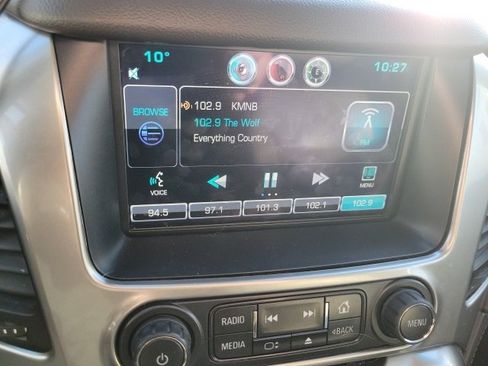 10°
10:27
BROWSE
102.9 KMNB
102.9 The Wolf
Everything Country
FM
VOICE
MENU
94.5 97.1 101.3 102.1 102.9
RADIO
MEDIA
BACK
MENU